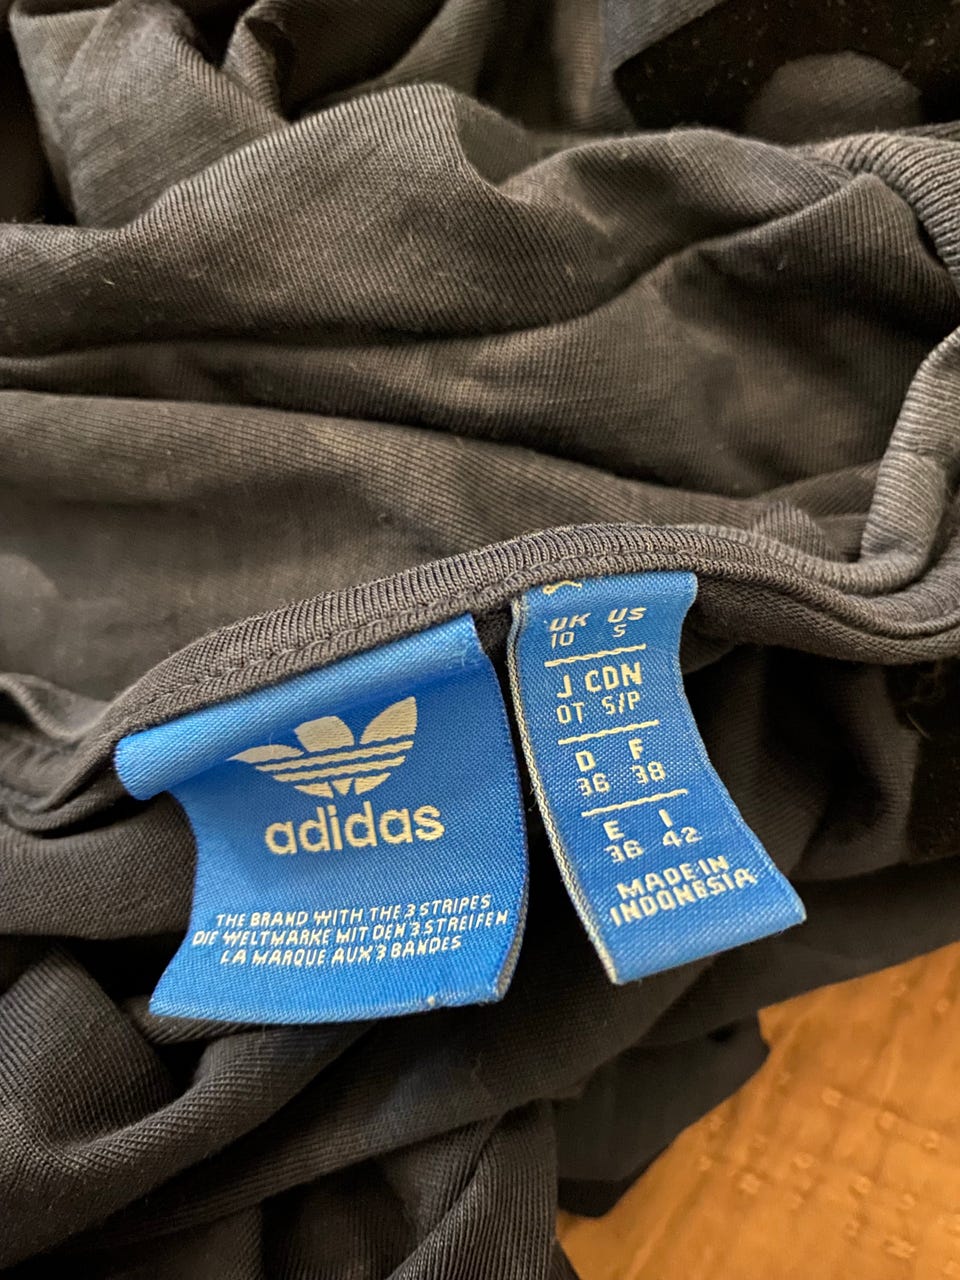 adidas
THE BRAND WITH THE 3 STRIPES
DIE WELTMARKE MIT DEN 3 STREIFEN
LA MARQUE AUX 3 BANDES
UK US
10 S
J CDN
OT S/P
D F
36 38
E I
38 42
MADE IN
INDONESIA